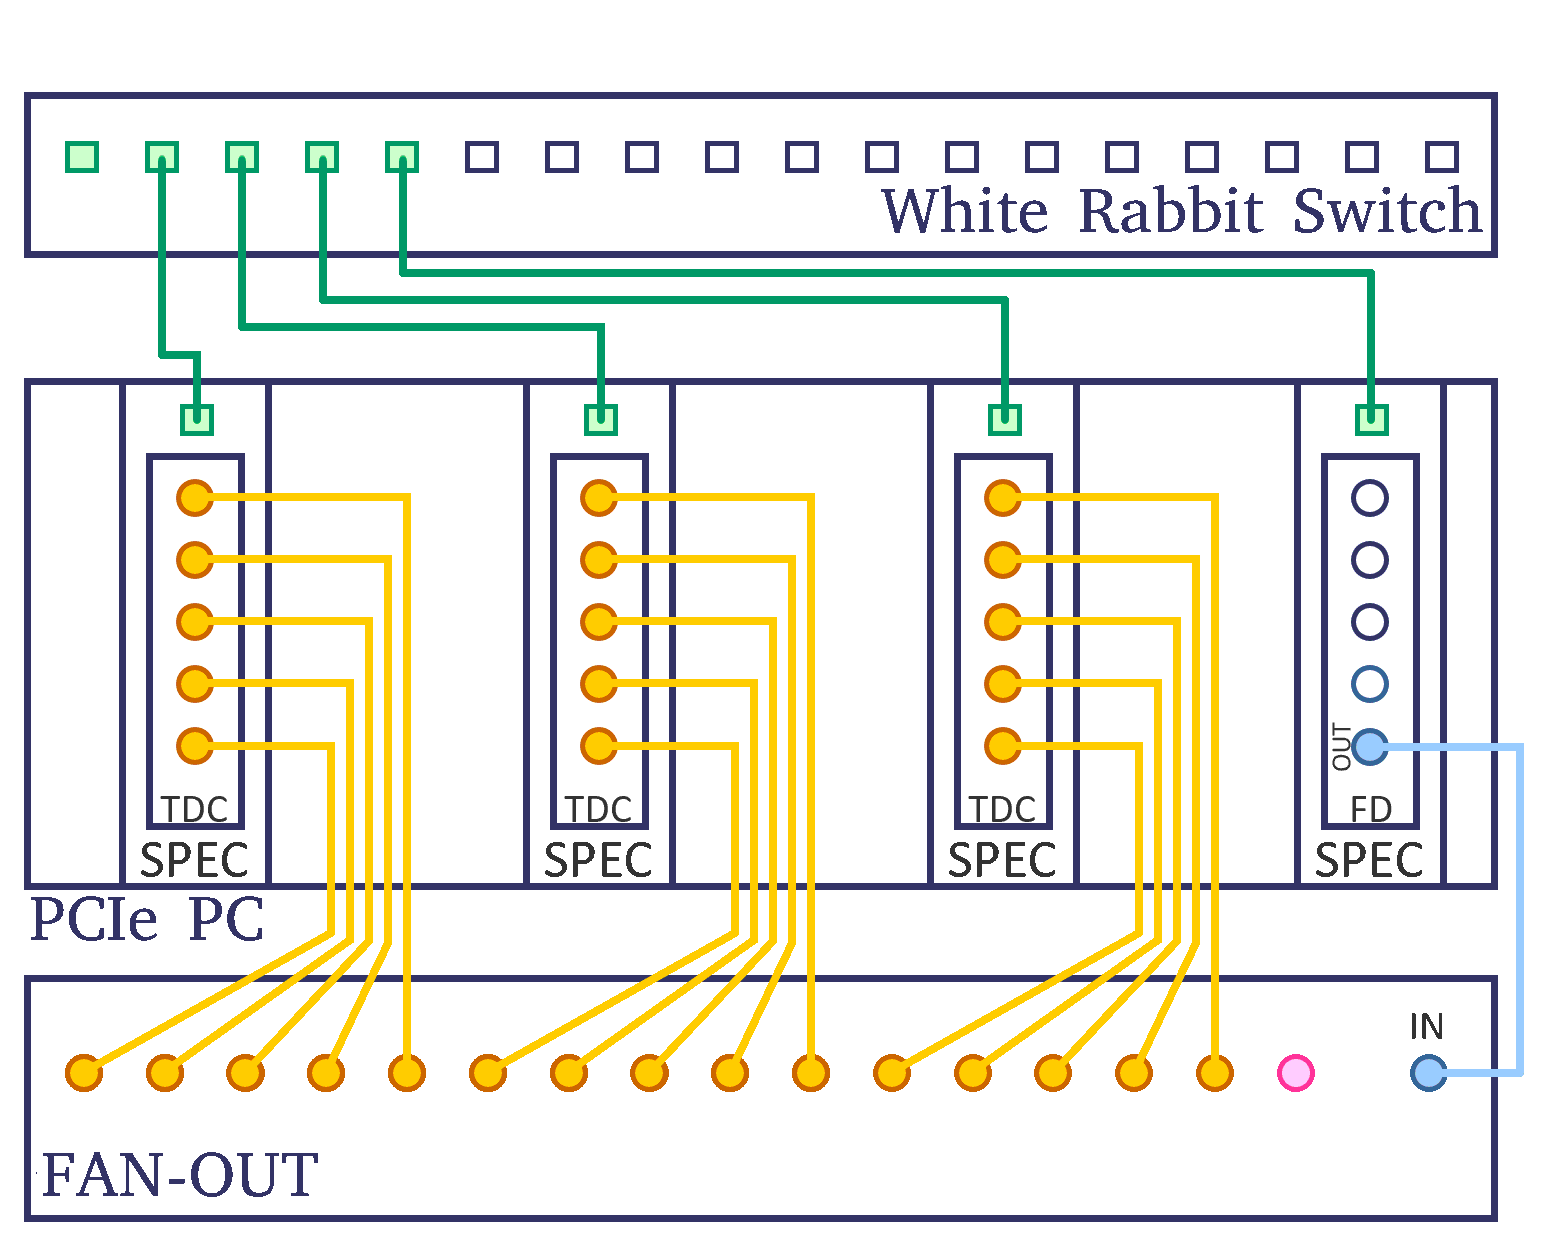 White Rabbit Switch
OUT
TDC
TDC
TDC
FD
SPEC
SPEC
SPEC
SPEC
PCIe PC
IN
FAN-OUT